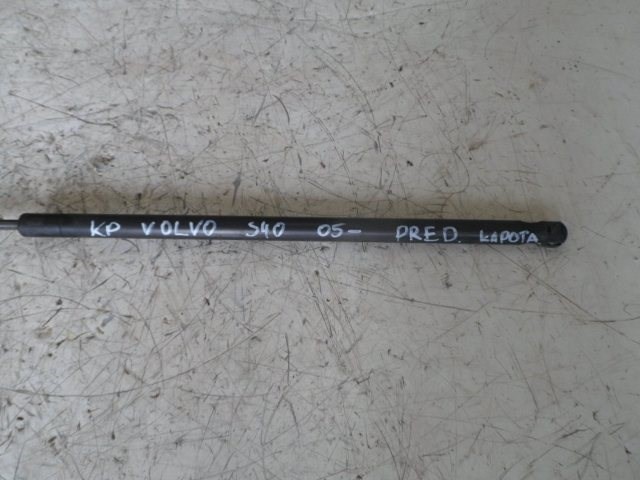 KP VOLVO S40 05- PRED. KAPOTA